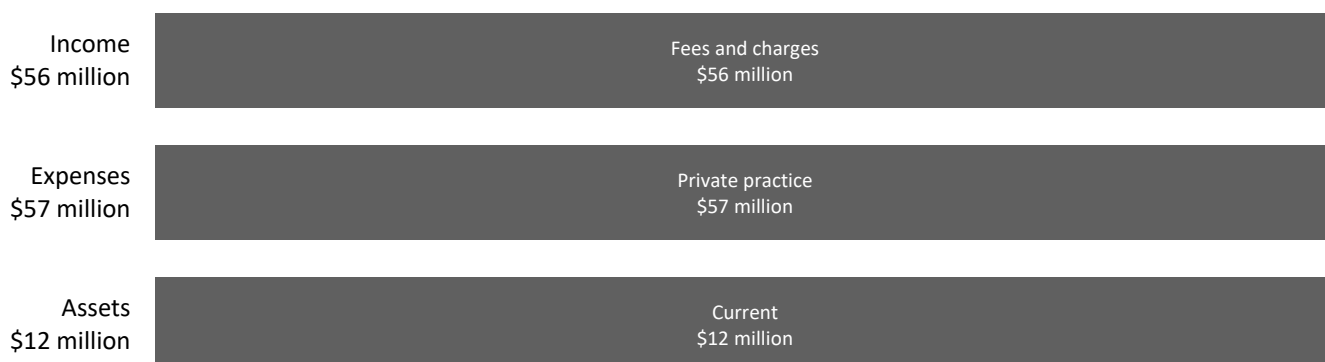 Income
$56 million
Fees and charges
$56 million
Expenses
$57 million
Private practice
$57 million
Assets
$12 million
Current
$12 million